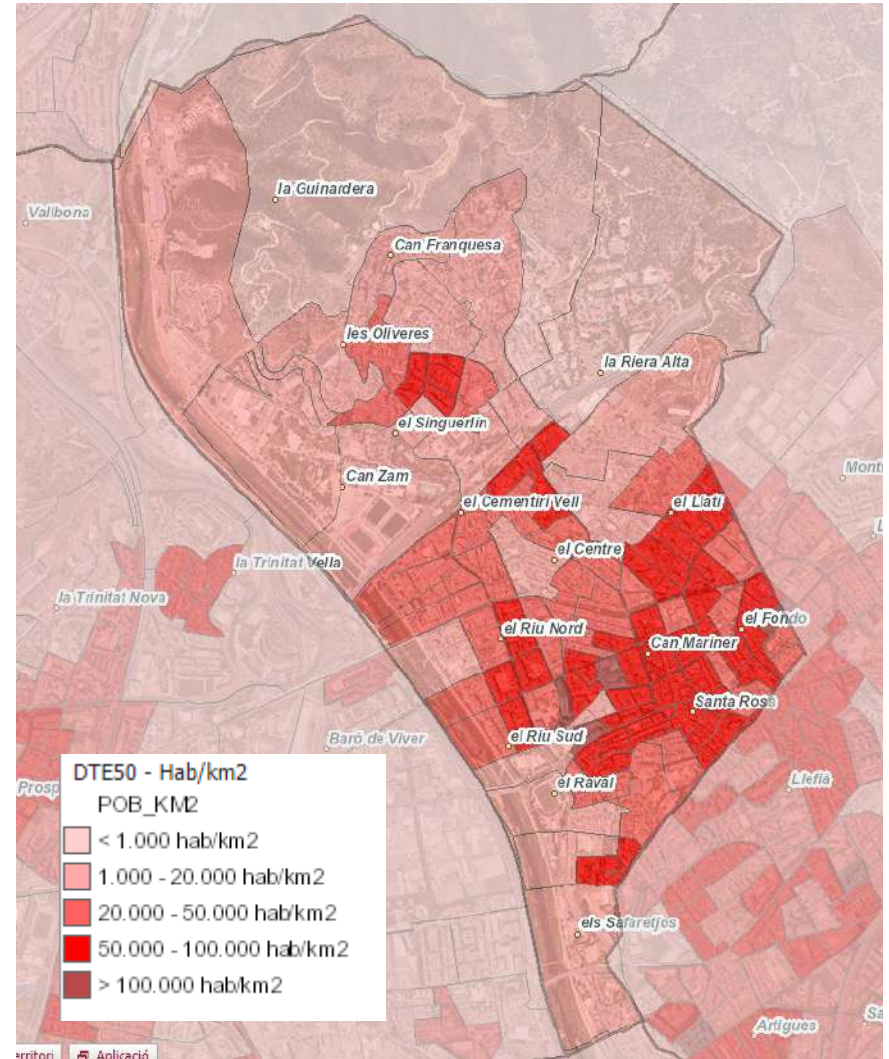 la Guinardera
Vallbona
Can Franquesa
les Oliveres
la Riera Alta
el Singuerlín
Can Zam
el Cementiri Vell
el Llatí
el Centre
la Trinitat Vella
la Trinitat Nova
el Fondo
el Riu Nord
Can Mariner
Santa Rosa
el Riu Sud
Baró de Viver
el Raval
Llefià
els Safaretjos
Artigues
DTE50 - Hab/km2
POB_KM2
< 1.000 hab/km2
1.000 - 20.000 hab/km2
20.000 - 50.000 hab/km2
50.000 - 100.000 hab/km2
> 100.000 hab/km2
Aplicació